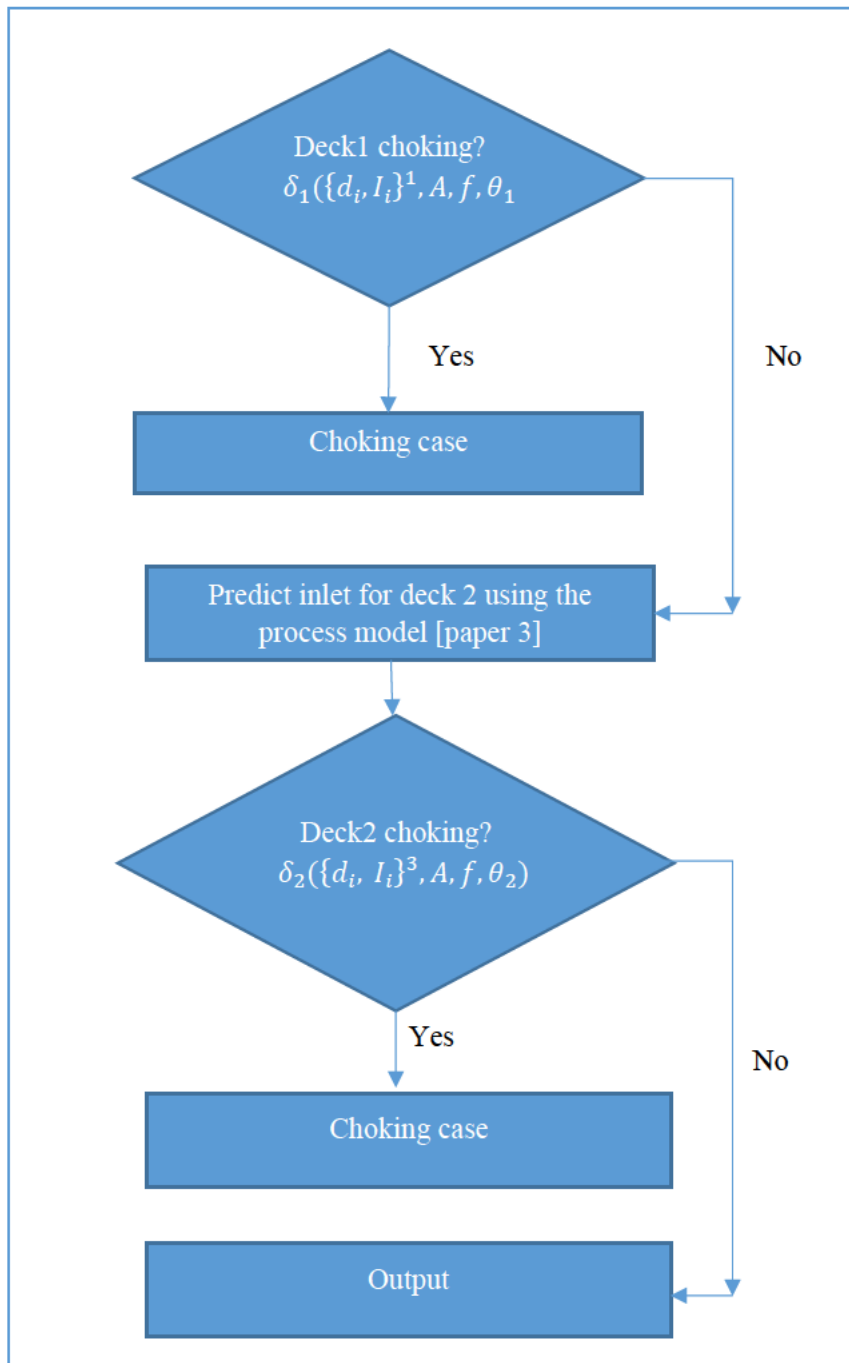 Deck1 choking?
δ₁({dᵢ, Iᵢ}¹, A, f, θ₁
Yes
No
Choking case
Predict inlet for deck 2 using the
process model [paper 3]
Deck2 choking?
δ₂({dᵢ, Iᵢ}³, A, f, θ₂)
Yes
No
Choking case
Output